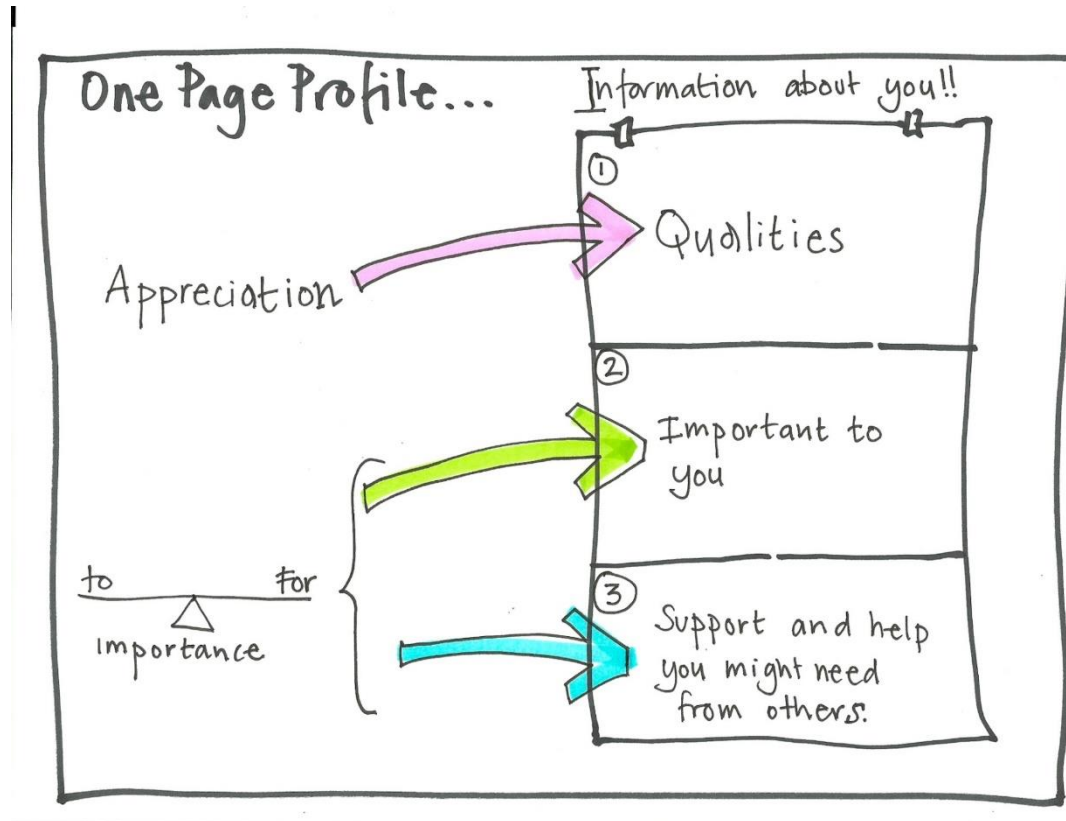 One Page Profile...
Information about you!!
1
Qualities
Appreciation
2
Important to
you
to
For
importance
3
Support and help
you might need
from others.